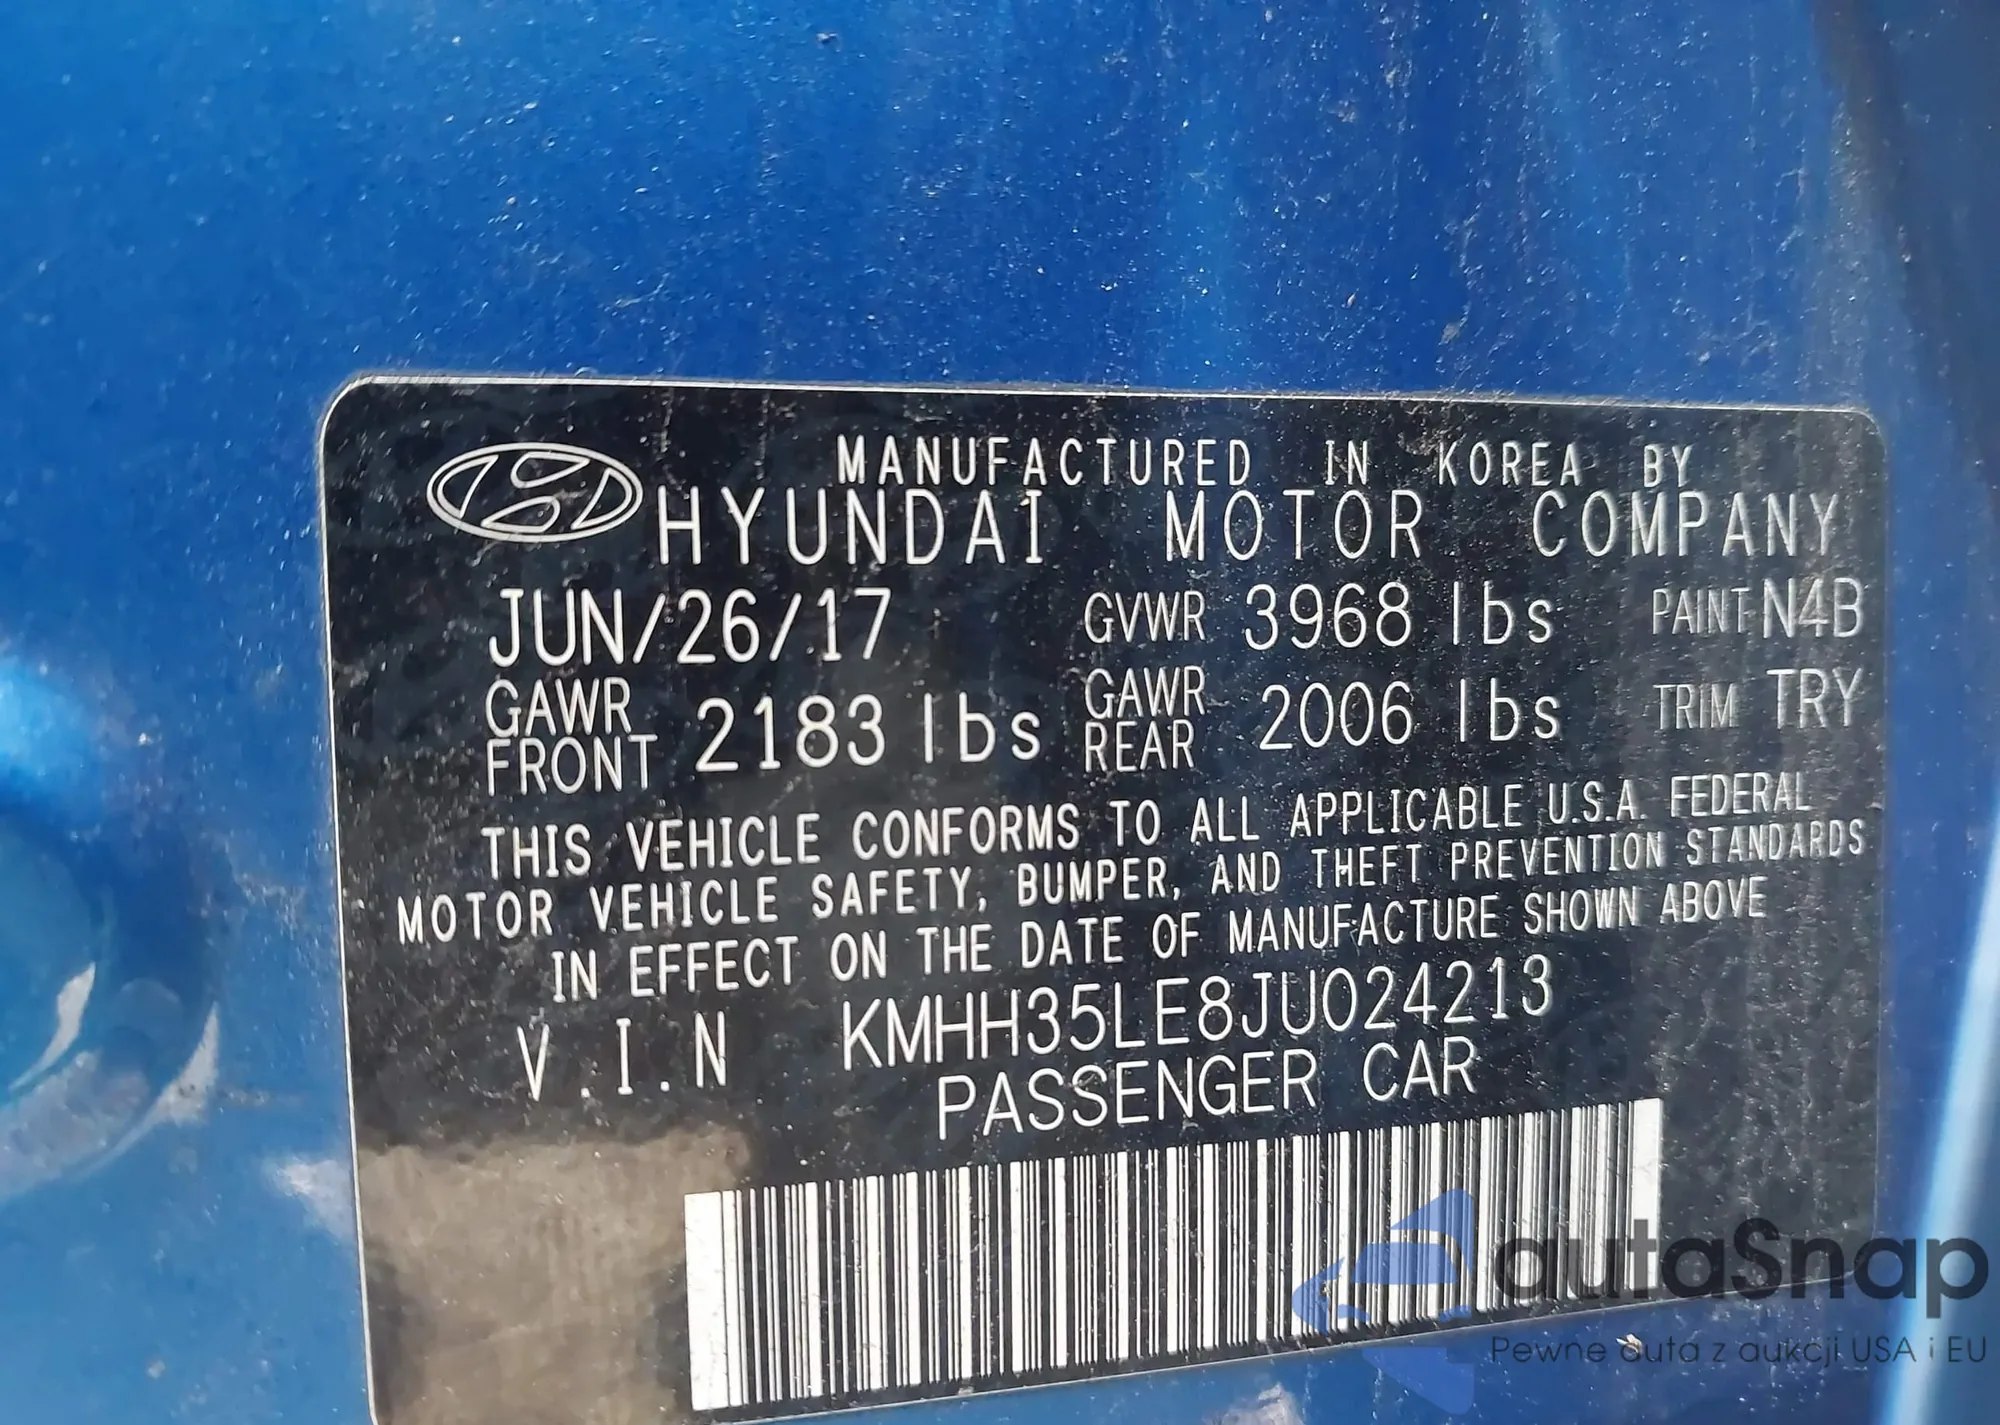 MANUFACTURED IN KOREA BY
HYUNDAI MOTOR COMPANY
JUN/26/17 GVWR 3968 lbs PAINT N4B
GAWR FRONT 2183 lbs GAWR REAR 2006 lbs TRIM TRY
THIS VEHICLE CONFORMS TO ALL APPLICABLE U.S.A. FEDERAL
MOTOR VEHICLE SAFETY, BUMPER, AND THEFT PREVENTION STANDARDS
IN EFFECT ON THE DATE OF MANUFACTURE SHOWN ABOVE
V.I.N KMHH35LE8JU024213
PASSENGER CAR
autaSnap
Pewne auta z aukcji USA i EU